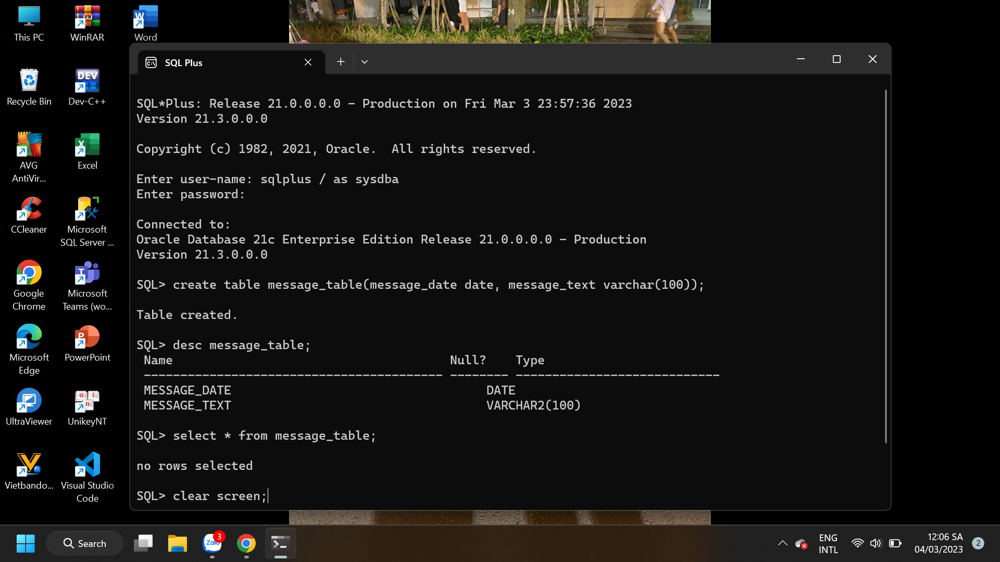 This PC
WinRAR
Word
Recycle Bin
DEV
Dev-C++
AVG
AntiVir...
Excel
CCleaner
Microsoft
SQL Server ...
Google
Chrome
Microsoft
Teams (wo...
Microsoft
Edge
PowerPoint
UltraViewer
UnikeyNT
Vietbando...
Visual Studio
Code
24
SQL Plus
SQL*Plus: Release 21.0.0.0.0 - Production on Fri Mar 3 23:57:36 2023
Version 21.3.0.0.0
Copyright (c) 1982, 2021, Oracle.  All rights reserved.
Enter user-name: sqlplus / as sysdba
Enter password:
Connected to:
Oracle Database 21c Enterprise Edition Release 21.0.0.0.0 - Production
Version 21.3.0.0.0
SQL> create table message_table(message_date date, message_text varchar(100));
Table created.
SQL> desc message_table;
Name Null? Type
----------------------------------------- -------- ----------------------------
MESSAGE_DATE DATE
MESSAGE_TEXT VARCHAR2(100)
SQL> select * from message_table;
no rows selected
SQL> clear screen;
Search
Zalo
3
ENG
INTL
12:06 SA
04/03/2023
2